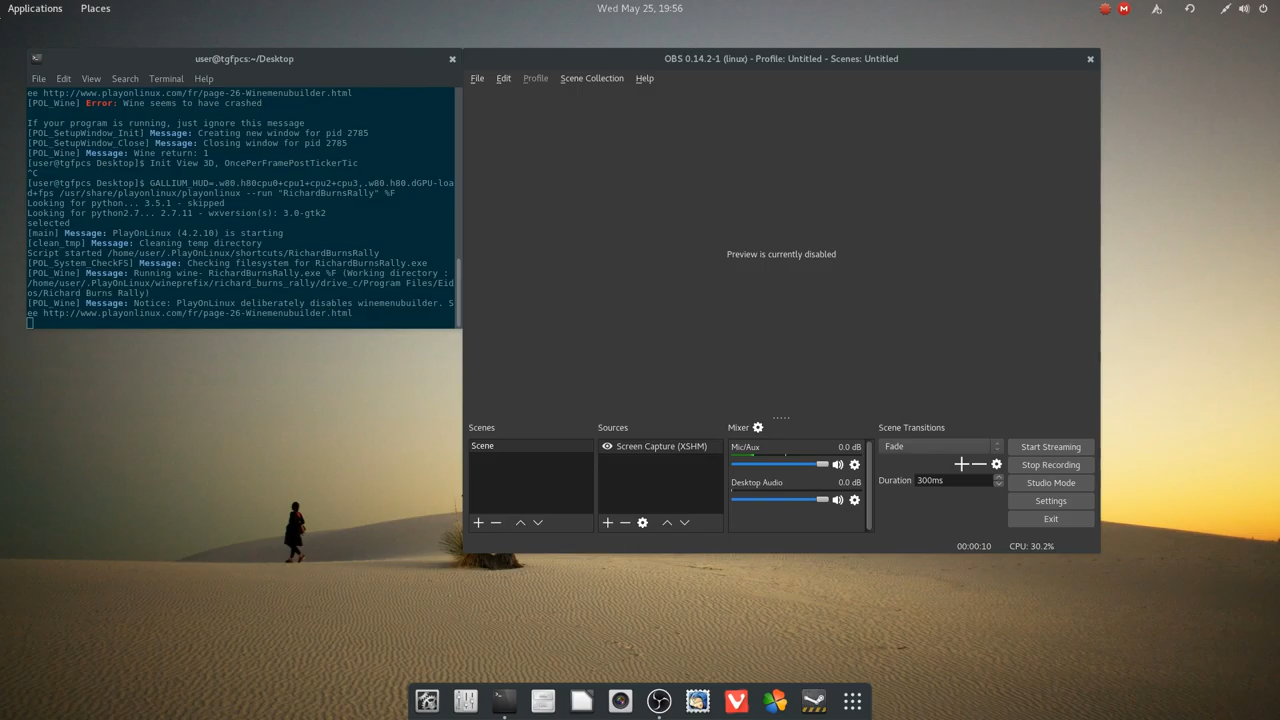 Applications Places Wed May 25, 19:56
user@tgfpcs:~/Desktop
File Edit View Search Terminal Help
ee http://www.playonlinux.com/fr/page-26-Winemenubuilder.html
[POL_Wine] Error: Wine seems to have crashed
If your program is running, just ignore this message
[POL_SetupWindow_Init] Message: Creating new window for pid 2785
[POL_SetupWindow_Close] Message: Closing window for pid 2785
[POL_Wine] Message: Wine return: 1
[user@tgfpcs Desktop]$ Init View 3D, OncePerFramePostTickerTic
^C
[user@tgfpcs Desktop]$ GALLIUM_HUD=.w80.h80cpu0+cpu1+cpu2+cpu3,.w80.h80.dGPU-loa
d+fps /usr/share/playonlinux/playonlinux --run "RichardBurnsRally" %F
Looking for python... 3.5.1 - skipped
Looking for python2.7... 2.7.11 - wxversion(s): 3.0-gtk2
selected
[main] Message: PlayOnLinux (4.2.10) is starting
[clean_tmp] Message: Cleaning temp directory
Script started /home/user/.PlayOnLinux/shortcuts/RichardBurnsRally
[POL_System_CheckFS] Message: Checking filesystem for RichardBurnsRally.exe
[POL_Wine] Message: Running wine- RichardBurnsRally.exe %F (Working directory :
/home/user/.PlayOnLinux/wineprefix/richard_burns_rally/drive_c/Program Files/Eid
os/Richard Burns Rally)
[POL_Wine] Message: Notice: PlayOnLinux deliberately disables winemenubuilder. S
ee http://www.playonlinux.com/fr/page-26-Winemenubuilder.html
OBS 0.14.2-1 (linux) - Profile: Untitled - Scenes: Untitled
File Edit Profile Scene Collection Help
Preview is currently disabled
Scenes
Scene
Sources
Screen Capture (XSHM)
Mixer
Mic/Aux 0.0 dB
Desktop Audio 0.0 dB
Scene Transitions
Fade
Duration 300ms
Start Streaming
Stop Recording
Studio Mode
Settings
Exit
00:00:10 CPU: 30.2%